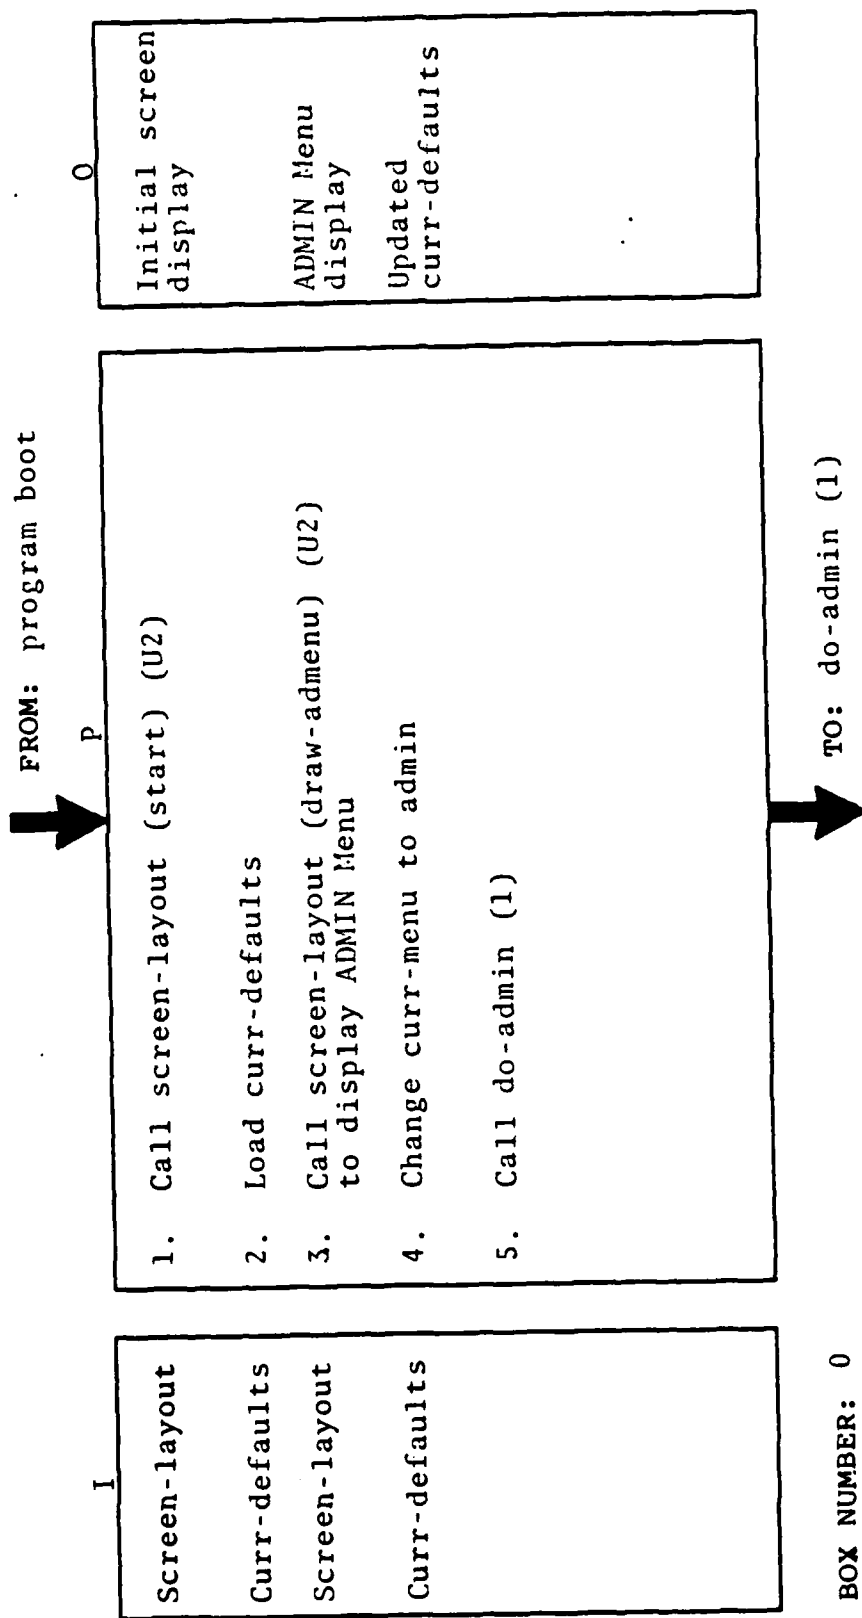 FROM: program boot
I
Screen-layout
Curr-defaults
Screen-layout
Curr-defaults
P
1. Call screen-layout (start) (U2)
2. Load curr-defaults
3. Call screen-layout (draw-admenu) (U2)
to display ADMIN Menu
4. Change curr-menu to admin
5. Call do-admin (1)
O
Initial screen
display
ADMIN Menu
display
Updated
curr-defaults
BOX NUMBER: 0
TO: do-admin (1)